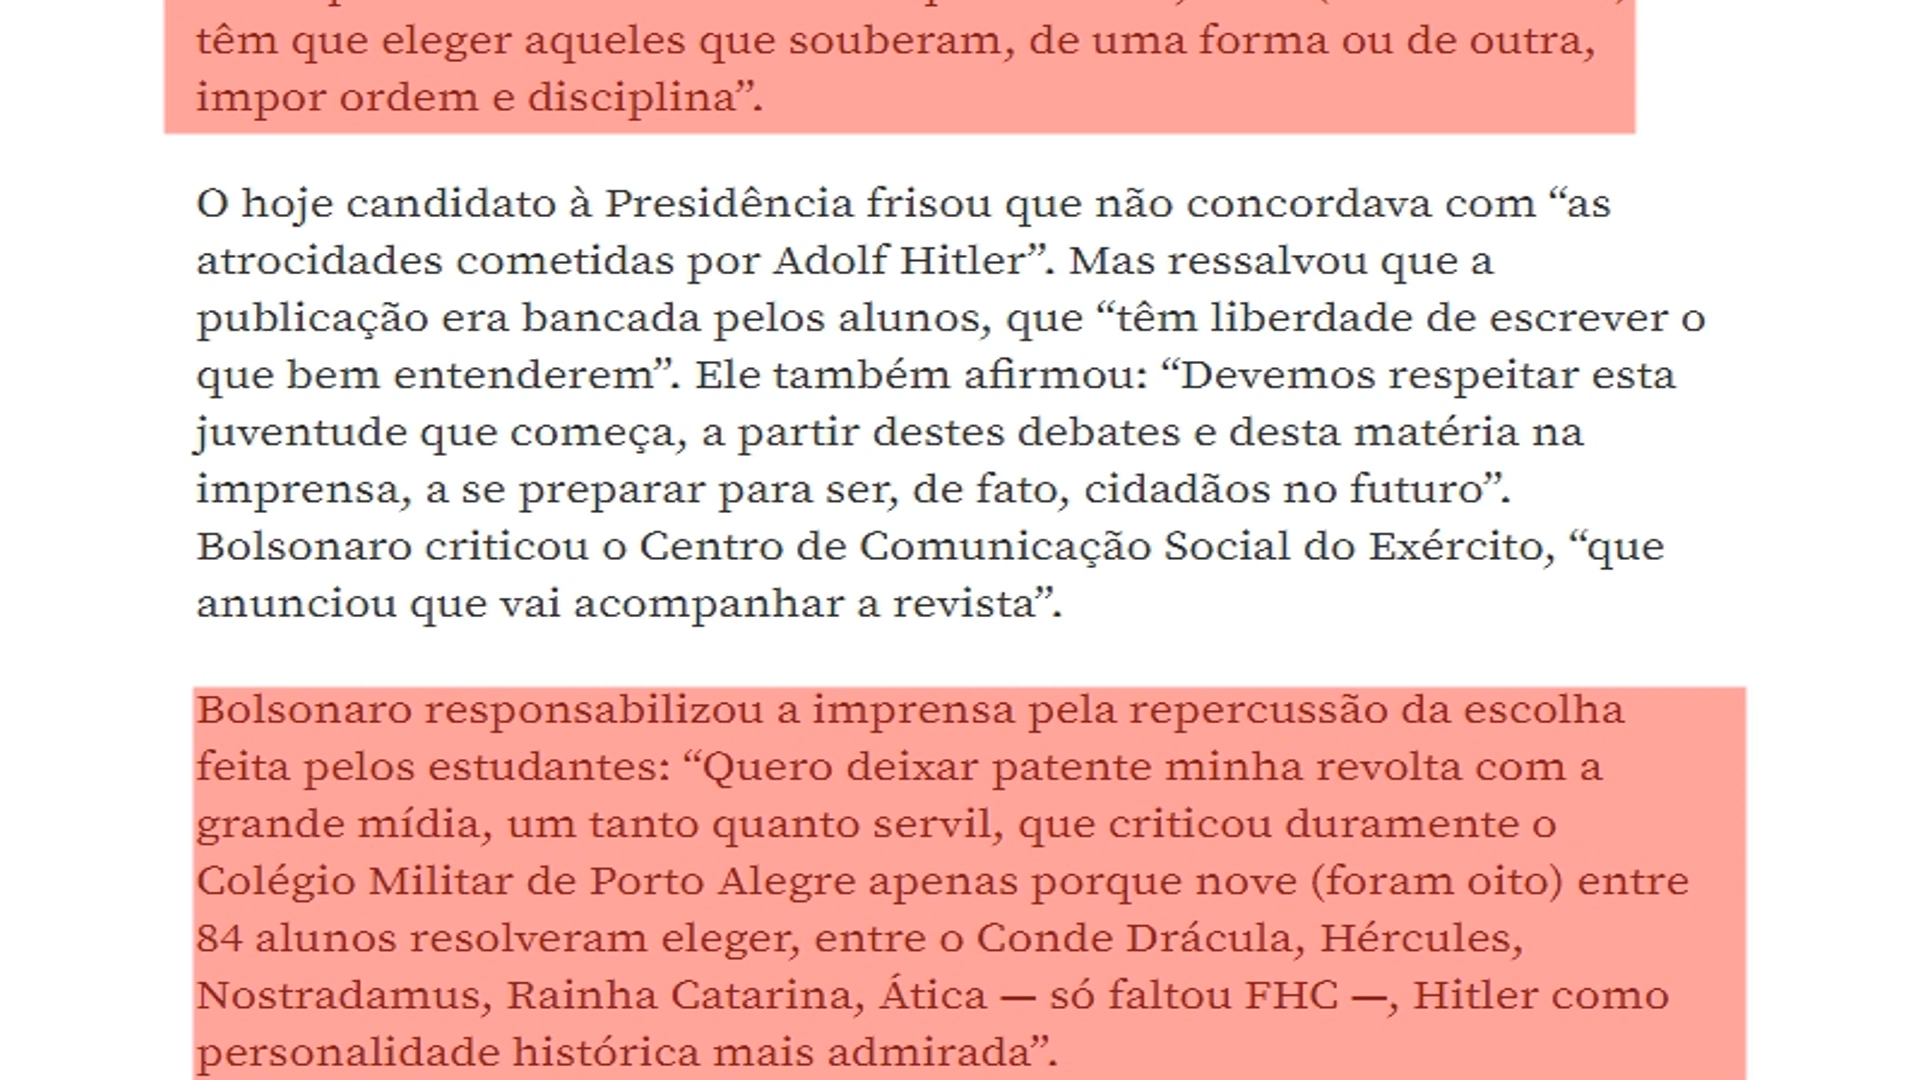 têm que eleger aqueles que souberam, de uma forma ou de outra,
impor ordem e disciplina”.
O hoje candidato à Presidência frisou que não concordava com “as
atrocidades cometidas por Adolf Hitler”. Mas ressalvou que a
publicação era bancada pelos alunos, que “têm liberdade de escrever o
que bem entenderem”. Ele também afirmou: “Devemos respeitar esta
juventude que começa, a partir destes debates e desta matéria na
imprensa, a se preparar para ser, de fato, cidadãos no futuro”.
Bolsonaro criticou o Centro de Comunicação Social do Exército, “que
anunciou que vai acompanhar a revista”.
Bolsonaro responsabilizou a imprensa pela repercussão da escolha
feita pelos estudantes: “Quero deixar patente minha revolta com a
grande mídia, um tanto quanto servil, que criticou duramente o
Colégio Militar de Porto Alegre apenas porque nove (foram oito) entre
84 alunos resolveram eleger, entre o Conde Drácula, Hércules,
Nostradamus, Rainha Catarina, Ática — só faltou FHC —, Hitler como
personalidade histórica mais admirada”.